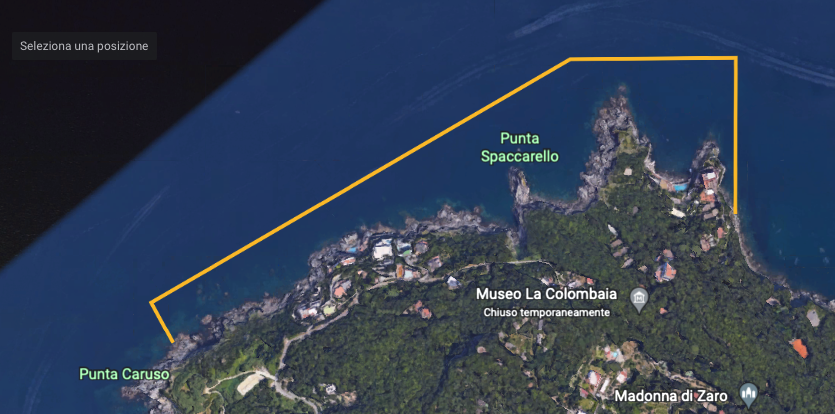 Seleziona una posizione
Punta
Spaccarello
Museo La Colombaia
Chiuso temporaneamente
Punta Caruso
Madonna di Zaro